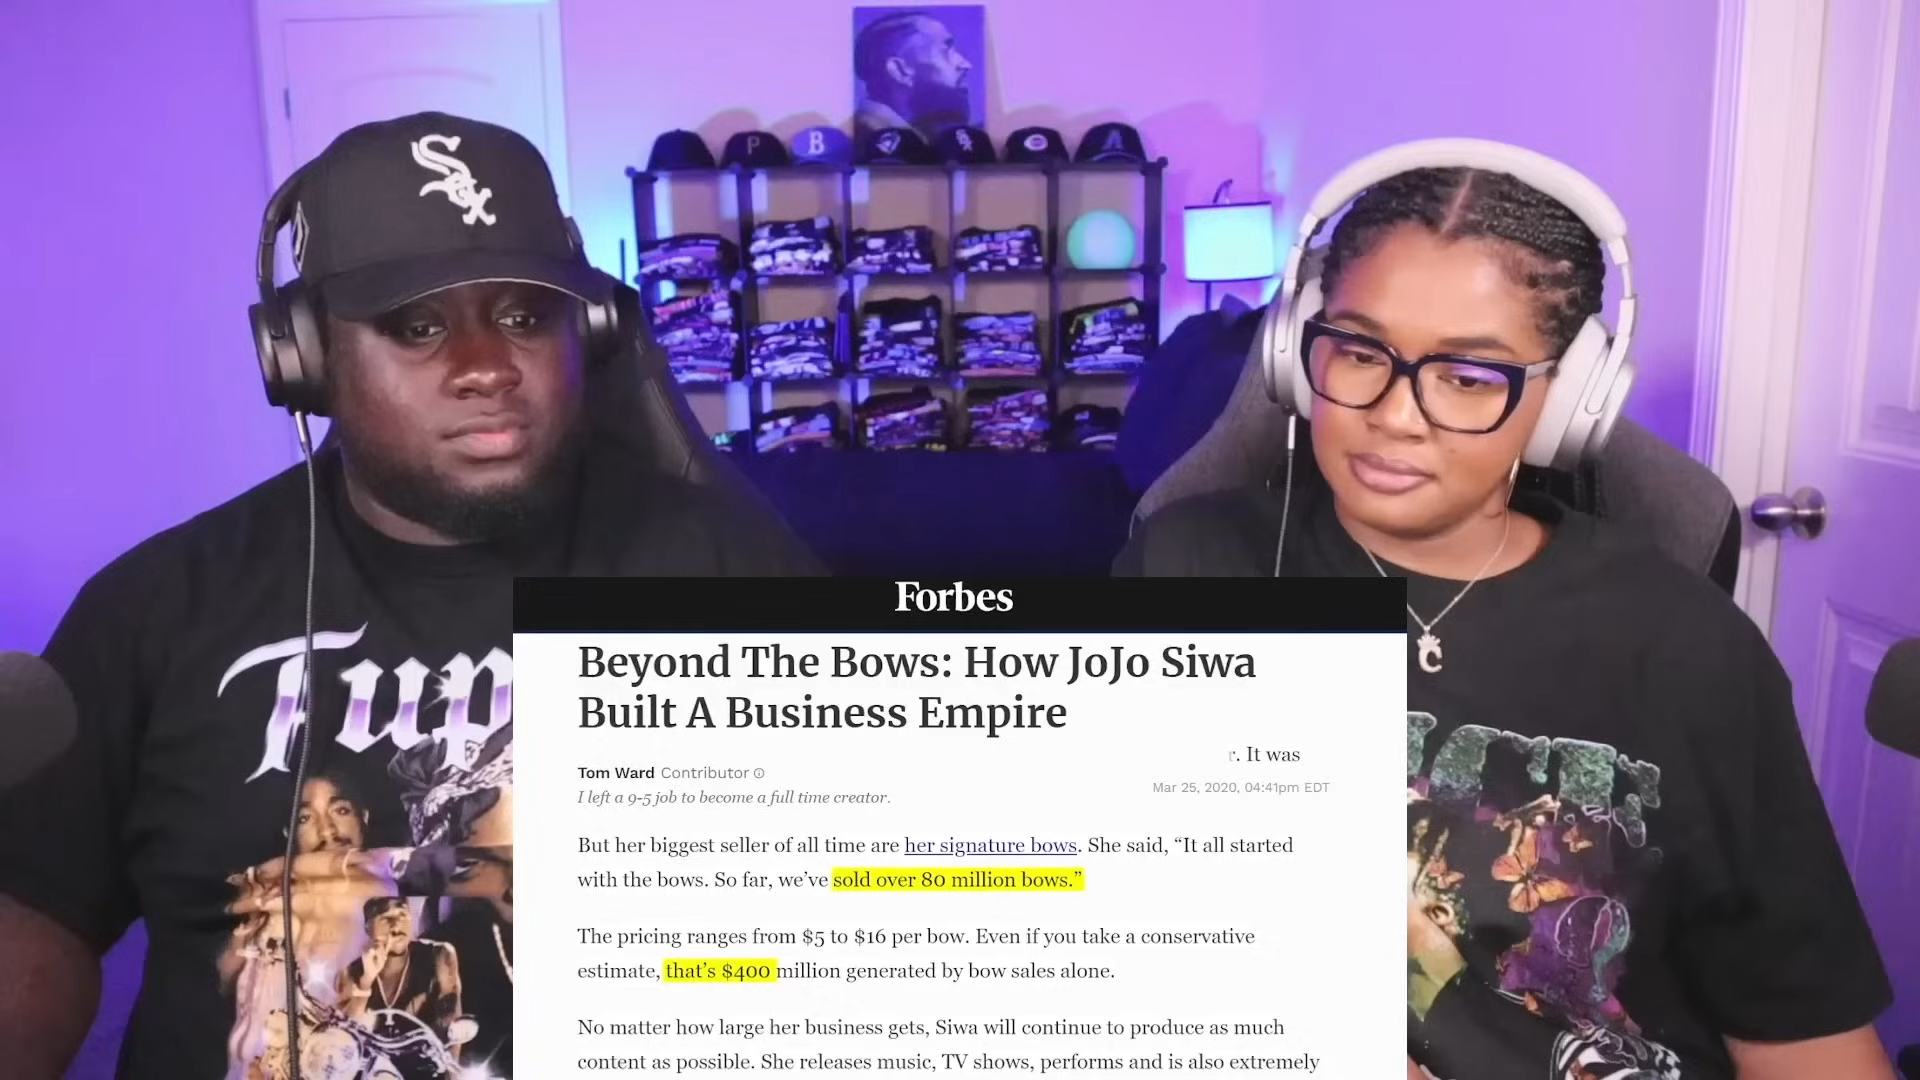 Sox
P
B
SOX
C
A
Tup
C
Forbes
Beyond The Bows: How JoJo Siwa
Built A Business Empire
r. It was
Tom Ward Contributor
Mar 25, 2020, 04:41pm EDT
I left a 9-5 job to become a full time creator.
But her biggest seller of all time are her signature bows. She said, “It all started
with the bows. So far, we’ve sold over 80 million bows.”
The pricing ranges from $5 to $16 per bow. Even if you take a conservative
estimate, that’s $400 million generated by bow sales alone.
No matter how large her business gets, Siwa will continue to produce as much
content as possible. She releases music, TV shows, performs and is also extremely